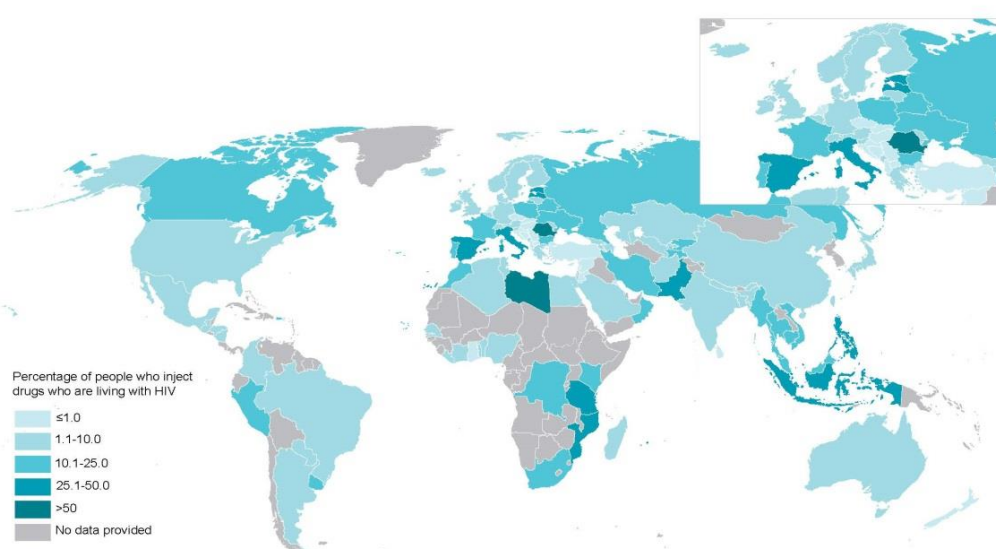 Percentage of people who inject
drugs who are living with HIV
≤1.0
1.1-10.0
10.1-25.0
25.1-50.0
>50
No data provided